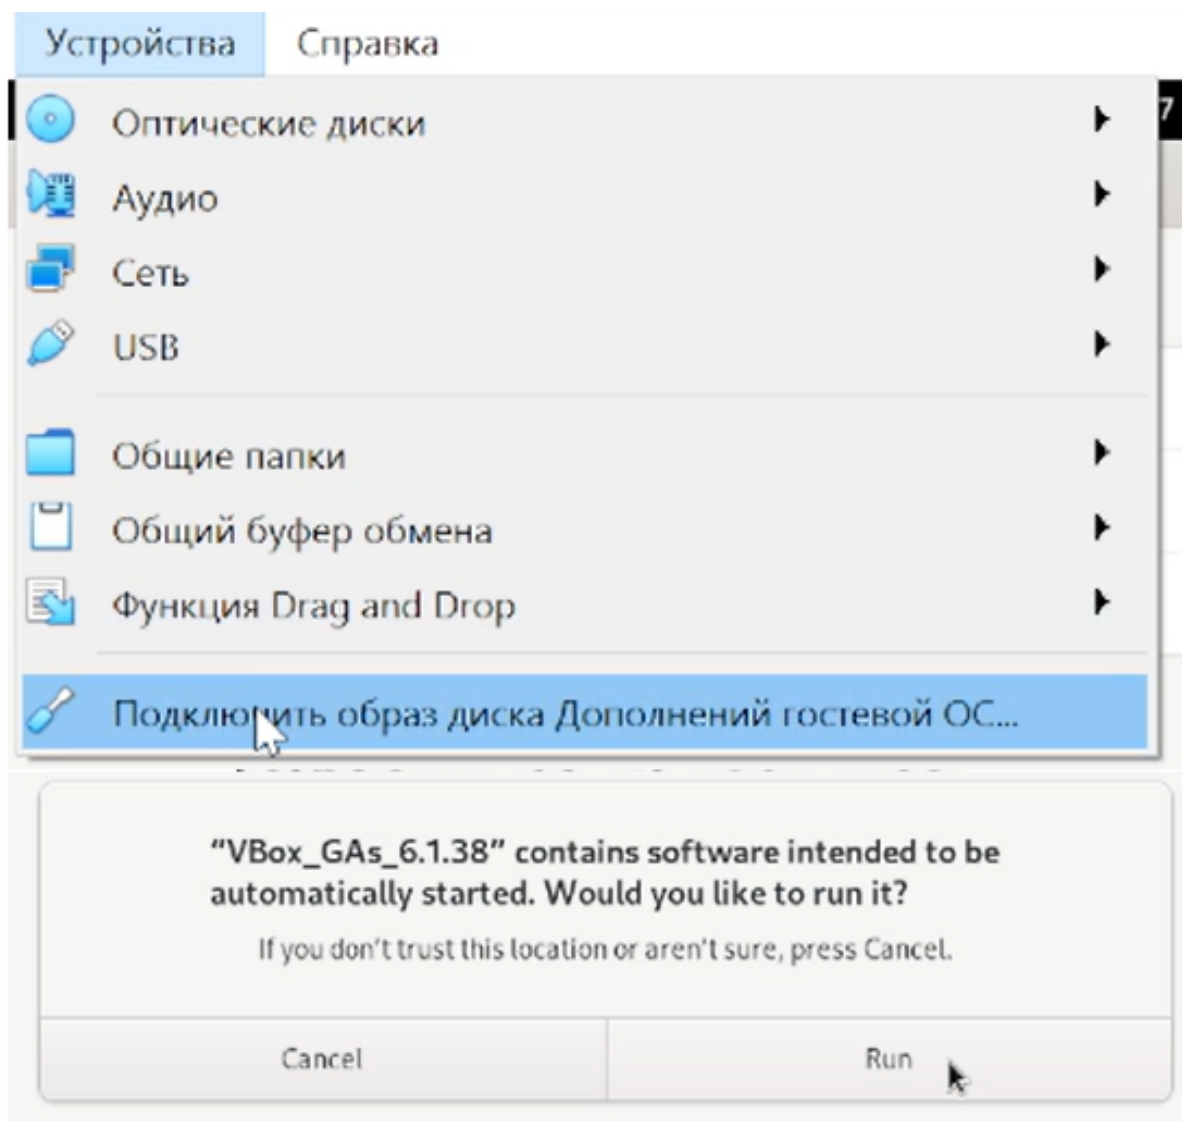 Устройства Справка
7
Оптические диски
Аудио
Сеть
USB
Общие папки
Общий буфер обмена
Функция Drag and Drop
Подключить образ диска Дополнений гостевой ОС...
“VBox_GAs_6.1.38” contains software intended to be
automatically started. Would you like to run it?
If you don't trust this location or aren't sure, press Cancel.
Cancel Run